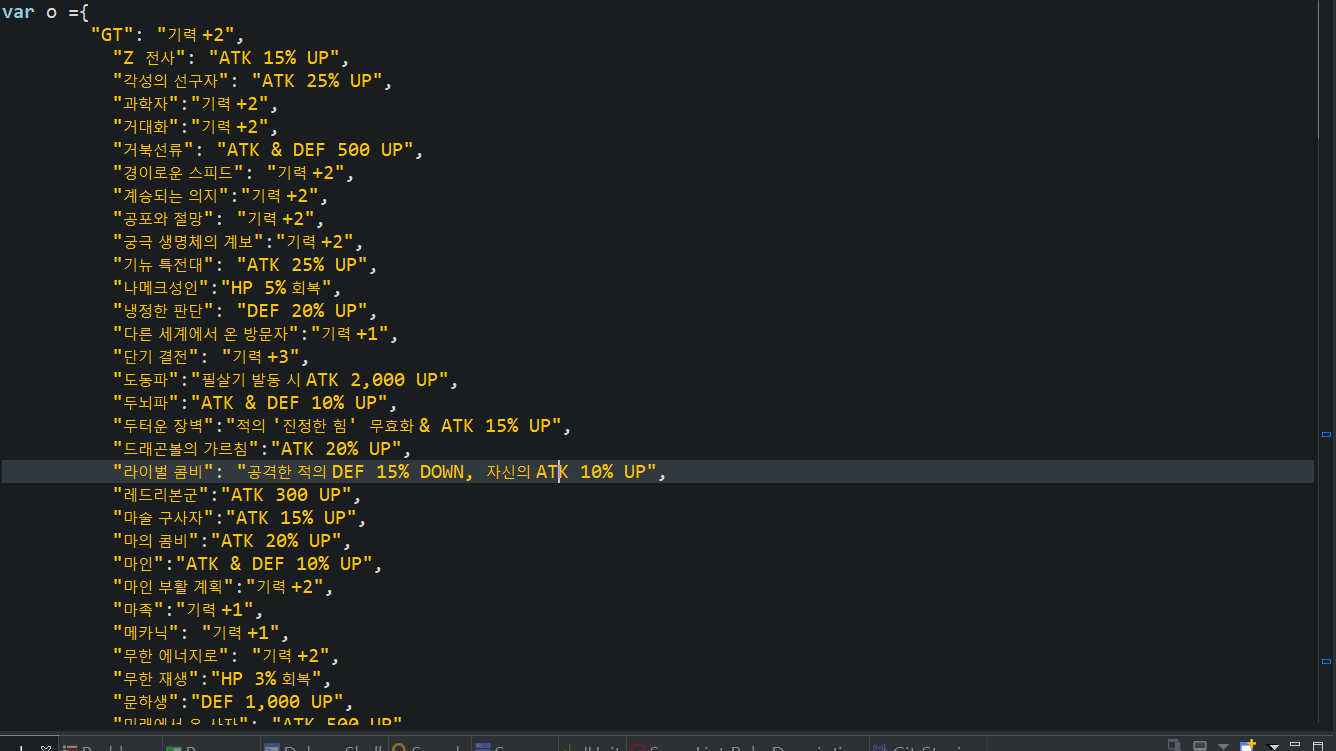 var o ={
"GT": "기력+2",
"Z 전사": "ATK 15% UP",
"각성의 선구자": "ATK 25% UP",
"과학자":"기력+2",
"거대화":"기력+2",
"거북선류": "ATK & DEF 500 UP",
"경이로운 스피드": "기력+2",
"계승되는 의지":"기력+2",
"공포와 절망": "기력+2",
"궁극 생명체의 계보":"기력+2",
"기뉴 특전대": "ATK 25% UP",
"나메크성인":"HP 5%회복",
"냉정한 판단": "DEF 20% UP",
"다른 세계에서 온 방문자":"기력+1",
"단기 결전": "기력+3",
"도동파":"필살기 발동 시 ATK 2,000 UP",
"두뇌파":"ATK & DEF 10% UP",
"두터운 장벽":"적의 '진정한 힘' 무효화& ATK 15% UP",
"드래곤볼의 가르침":"ATK 20% UP",
"라이벌 콤비": "공격한 적의 DEF 15% DOWN, 자신의 ATK 10% UP",
"레드리본군":"ATK 300 UP",
"마술 구사자":"ATK 15% UP",
"마의 콤비":"ATK 20% UP",
"마인":"ATK & DEF 10% UP",
"마인 부활 계획":"기력+2",
"마족":"기력+1",
"메카닉": "기력+1",
"무한 에너지로": "기력+2",
"무한 재생":"HP 3%회복",
"문하생":"DEF 1,000 UP",
"미래에서 온 사자": "ATK 500 UP"